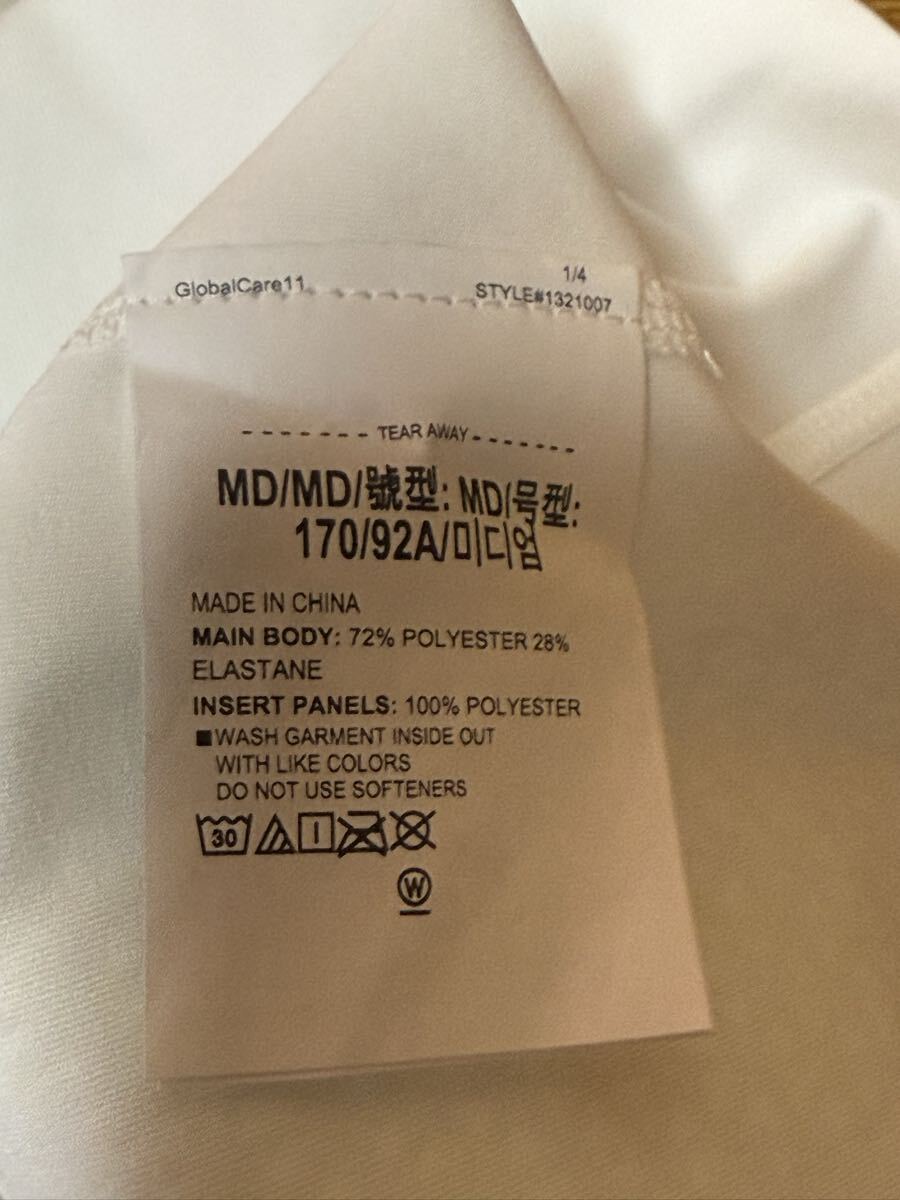 GlobalCare11
1/4
STYLE#1321007
- - - - - - - TEAR AWAY - - - - - - -
MD/MD/號型: MD/号型:
170/92A/미디엄
MADE IN CHINA
MAIN BODY: 72% POLYESTER 28%
ELASTANE
INSERT PANELS: 100% POLYESTER
■WASH GARMENT INSIDE OUT
WITH LIKE COLORS
DO NOT USE SOFTENERS
30
W